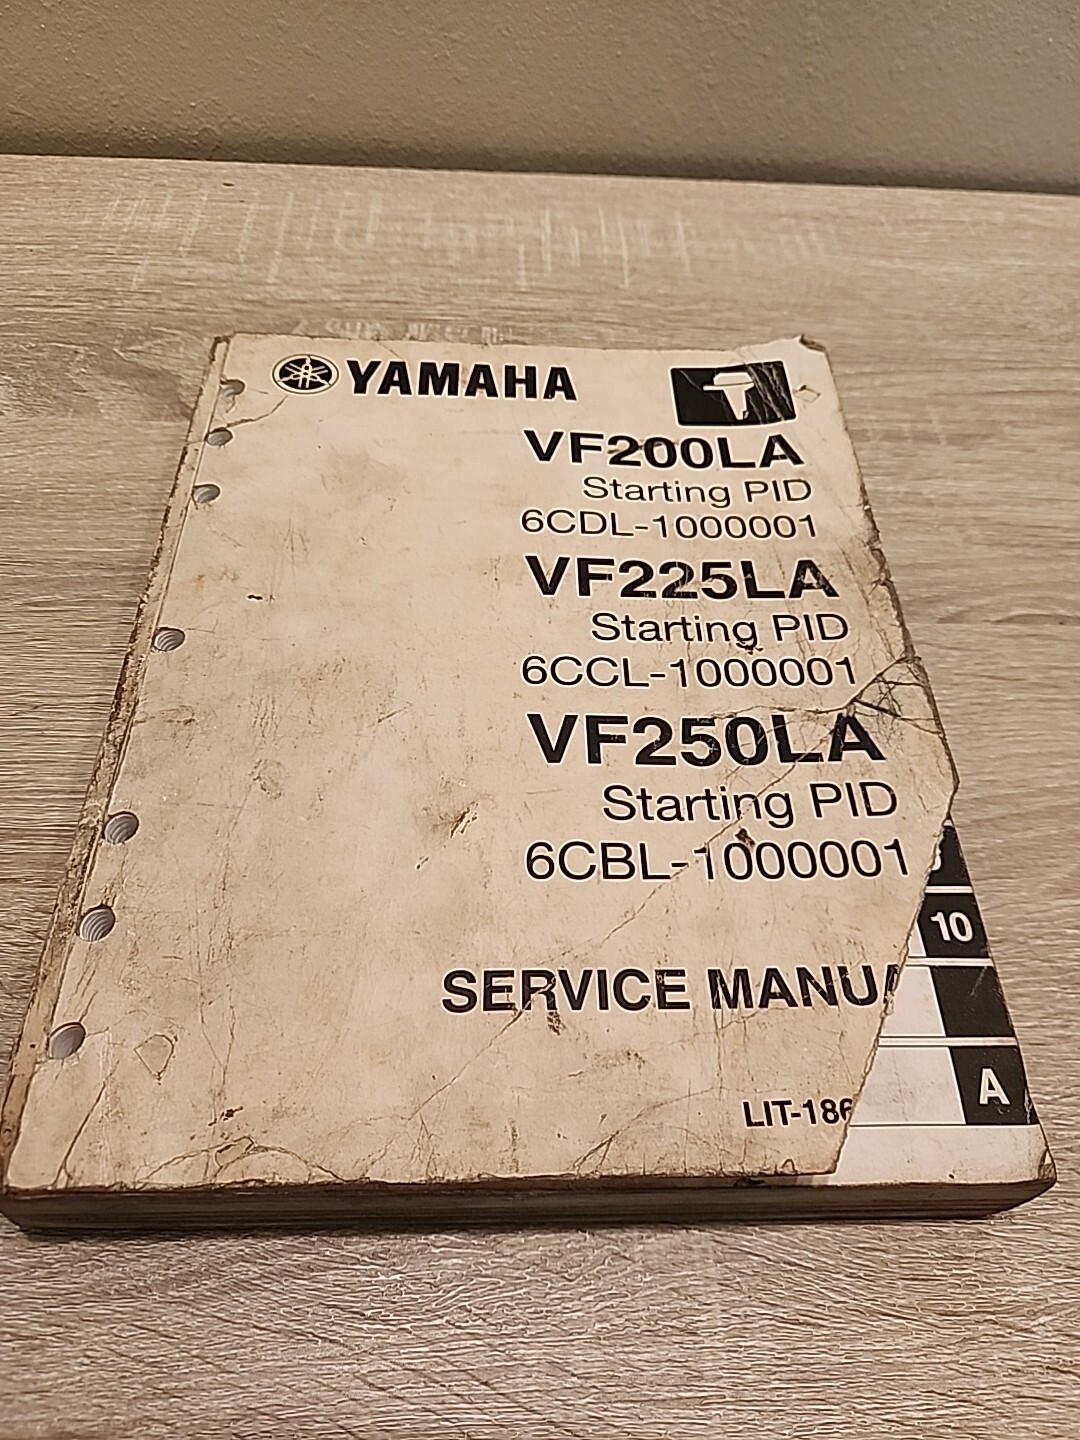 YAMAHA
VF200LA
Starting PID
6CDL-1000001
VF225LA
Starting PID
6CCL-1000001
VF250LA
Starting PID
6CBL-1000001
10
SERVICE MANUA
A
LIT-186